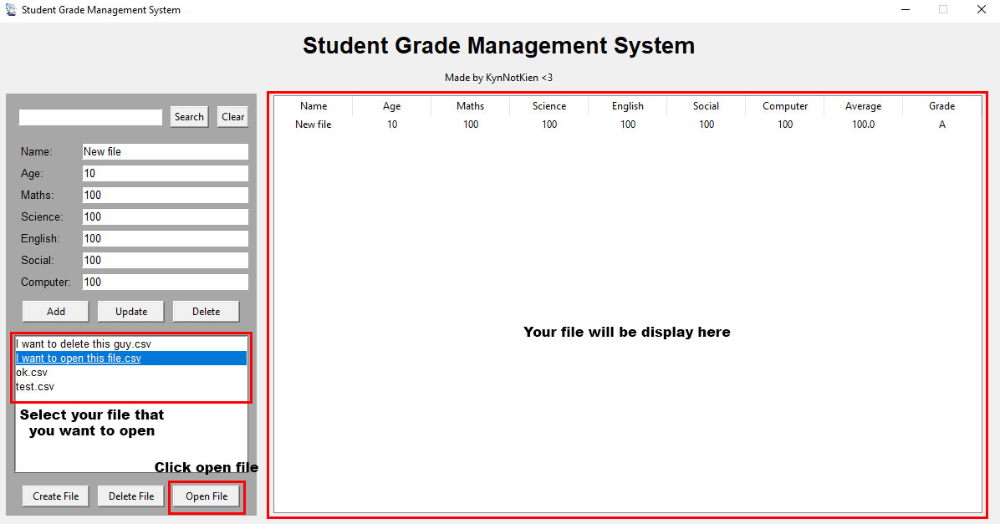 Student Grade Management System
Student Grade Management System
Made by KynNotKien <3
Search Clear
Name: New file
Age: 10
Maths: 100
Science: 100
English: 100
Social: 100
Computer: 100
Add Update Delete
I want to delete this guy.csv
I want to open this file.csv
ok.csv
test.csv
Select your file that
you want to open
Click open file
Create File Delete File Open File
Name Age Maths Science English Social Computer Average Grade
New file 10 100 100 100 100 100 100.0 A
Your file will be display here